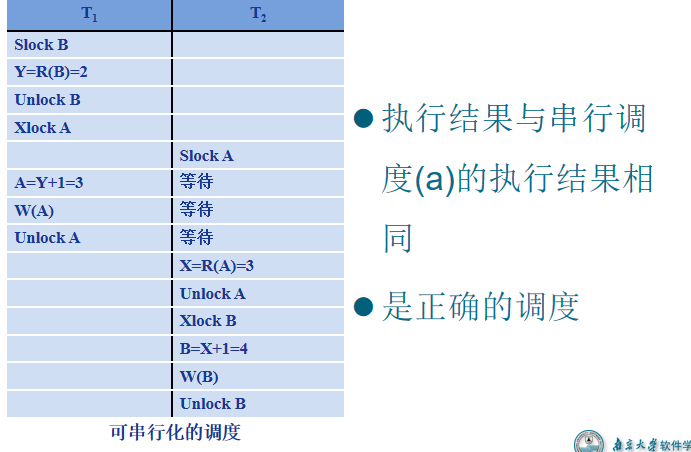 T1 T2
Slock B
Y=R(B)=2
Unlock B
Xlock A
Slock A
A=Y+1=3 等待
W(A) 等待
Unlock A 等待
X=R(A)=3
Unlock A
Xlock B
B=X+1=4
W(B)
Unlock B
可串行化的调度
执行结果与串行调
度(a)的执行结果相
同
是正确的调度
南京大学软件学